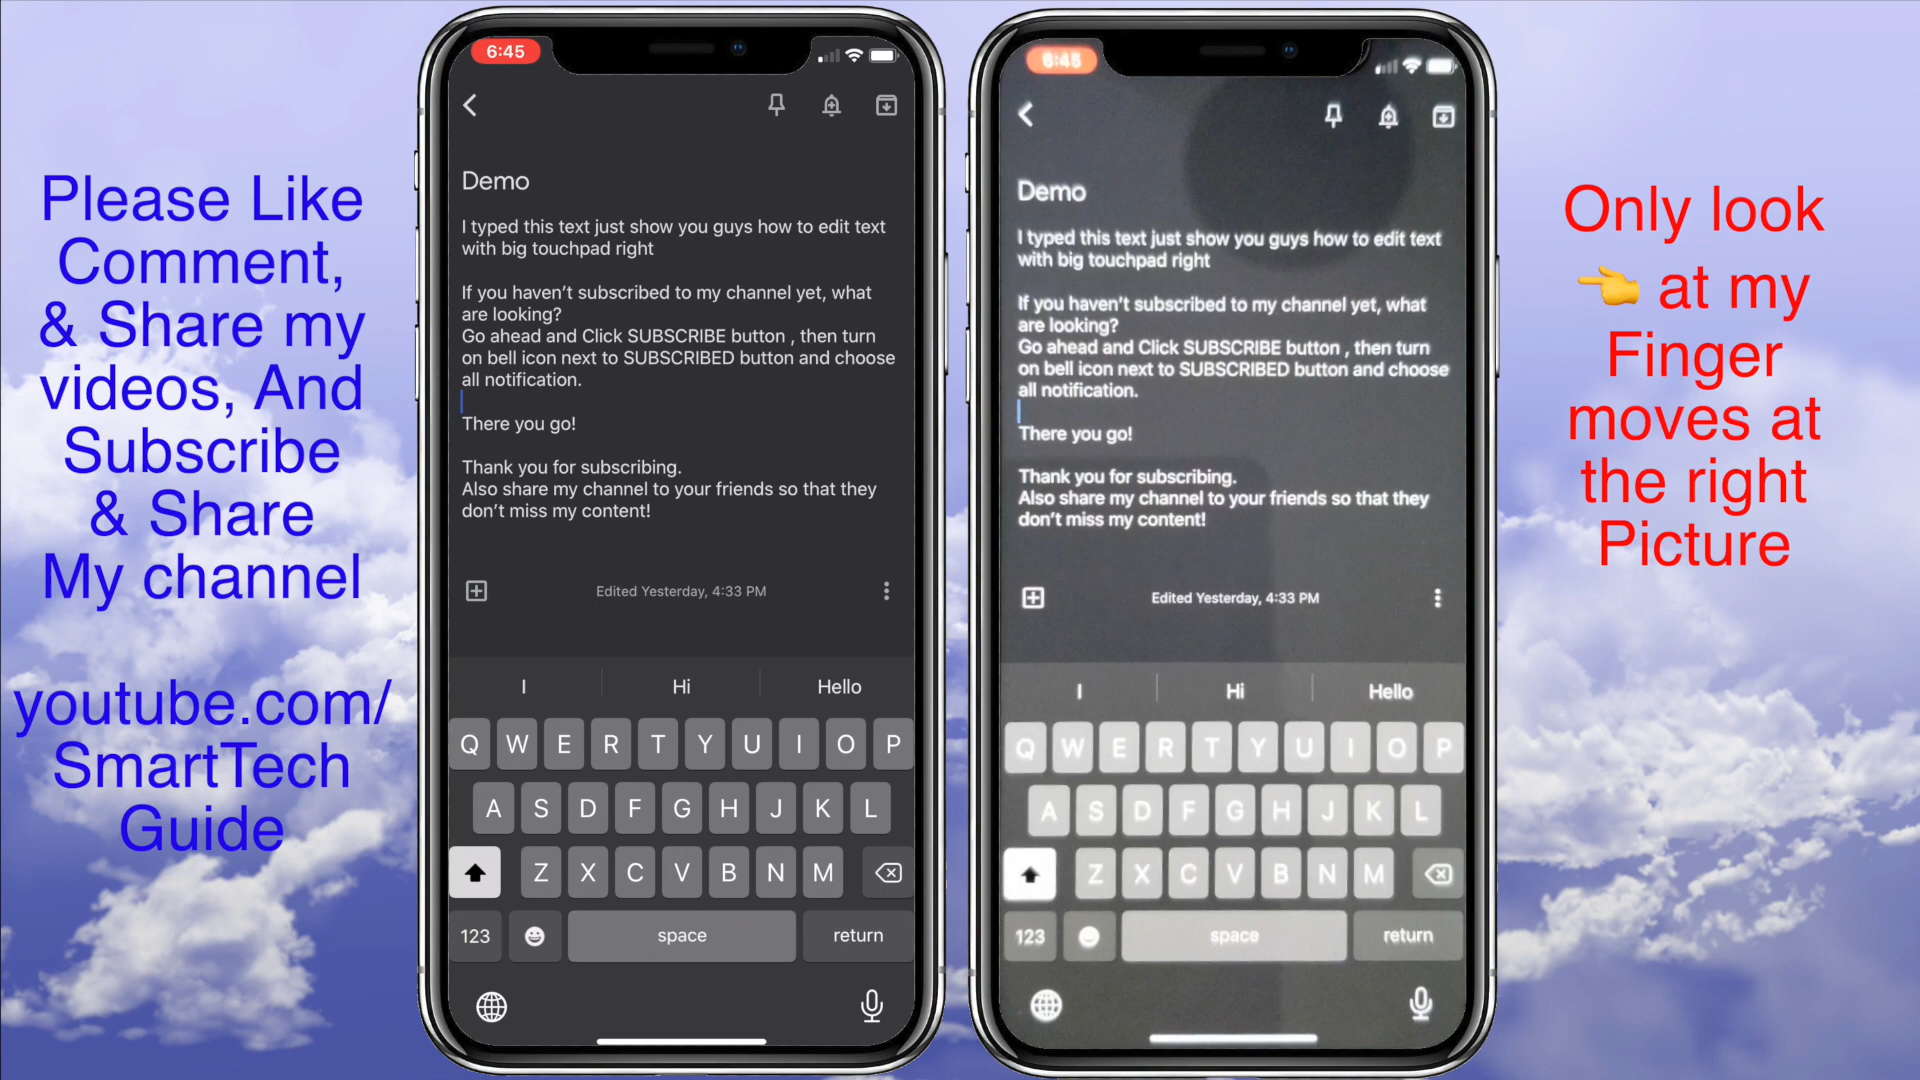 Please Like
Comment,
& Share my
videos, And
Subscribe
& Share
My channel
youtube.com/
SmartTech
Guide
6:45
Demo
I typed this text just show you guys how to edit text
with big touchpad right
If you haven’t subscribed to my channel yet, what
are looking?
Go ahead and Click SUBSCRIBE button , then turn
on bell icon next to SUBSCRIBED button and choose
all notification.
There you go!
Thank you for subscribing.
Also share my channel to your friends so that they
don’t miss my content!
Edited Yesterday, 4:33 PM
I Hi Hello
Q W E R T Y U I O P
A S D F G H J K L
Z X C V B N M
123 space return
6:45
Demo
I typed this text just show you guys how to edit text
with big touchpad right
If you haven’t subscribed to my channel yet, what
are looking?
Go ahead and Click SUBSCRIBE button , then turn
on bell icon next to SUBSCRIBED button and choose
all notification.
There you go!
Thank you for subscribing.
Also share my channel to your friends so that they
don’t miss my content!
Edited Yesterday, 4:33 PM
I Hi Hello
Q W E R T Y U I O P
A S D F G H J K L
Z X C V B N M
123 space return
Only look
👈 at my
Finger
moves at
the right
Picture